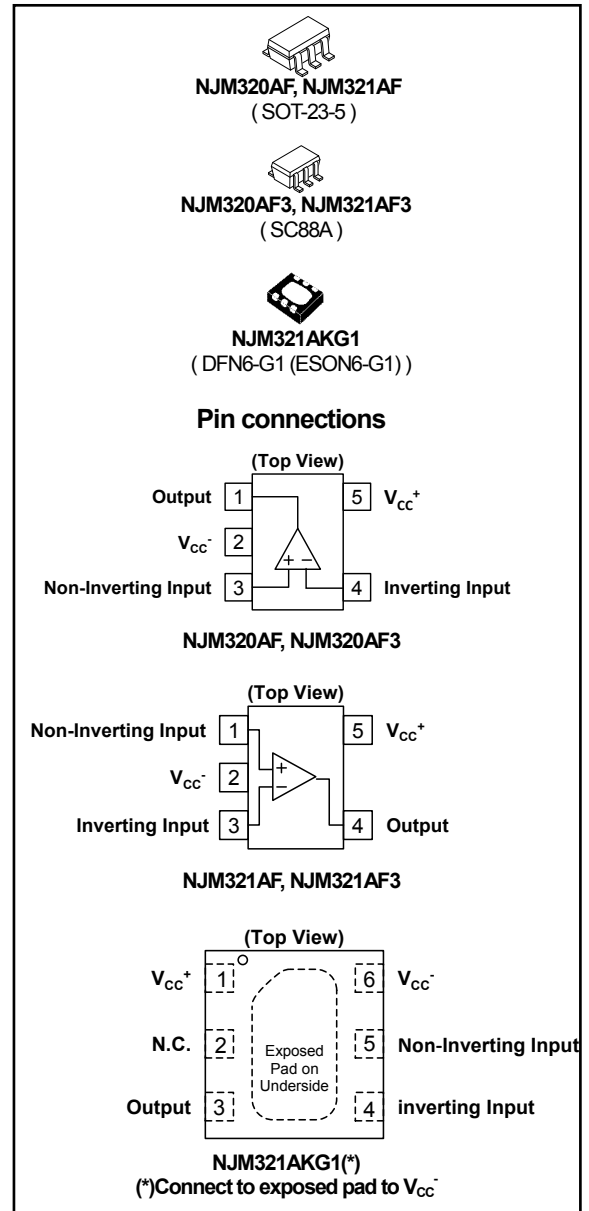 NJM320AF, NJM321AF
( SOT-23-5 )
NJM320AF3, NJM321AF3
( SC88A )
NJM321AKG1
( DFN6-G1 (ESON6-G1) )
Pin connections
(Top View)
Output 1 5 VCC+
VCC- 2
+ −
Non-Inverting Input 3 4 Inverting Input
NJM320AF, NJM320AF3
(Top View)
Non-Inverting Input 1 5 VCC+
+
VCC- 2
−
Inverting Input 3 4 Output
NJM321AF, NJM321AF3
(Top View)
VCC+ 1 6 VCC-
N.C. 2 5 Non-Inverting Input
Exposed
Pad on
Underside
Output 3 4 inverting Input
NJM321AKG1(*)
(*)Connect to exposed pad to VCC-